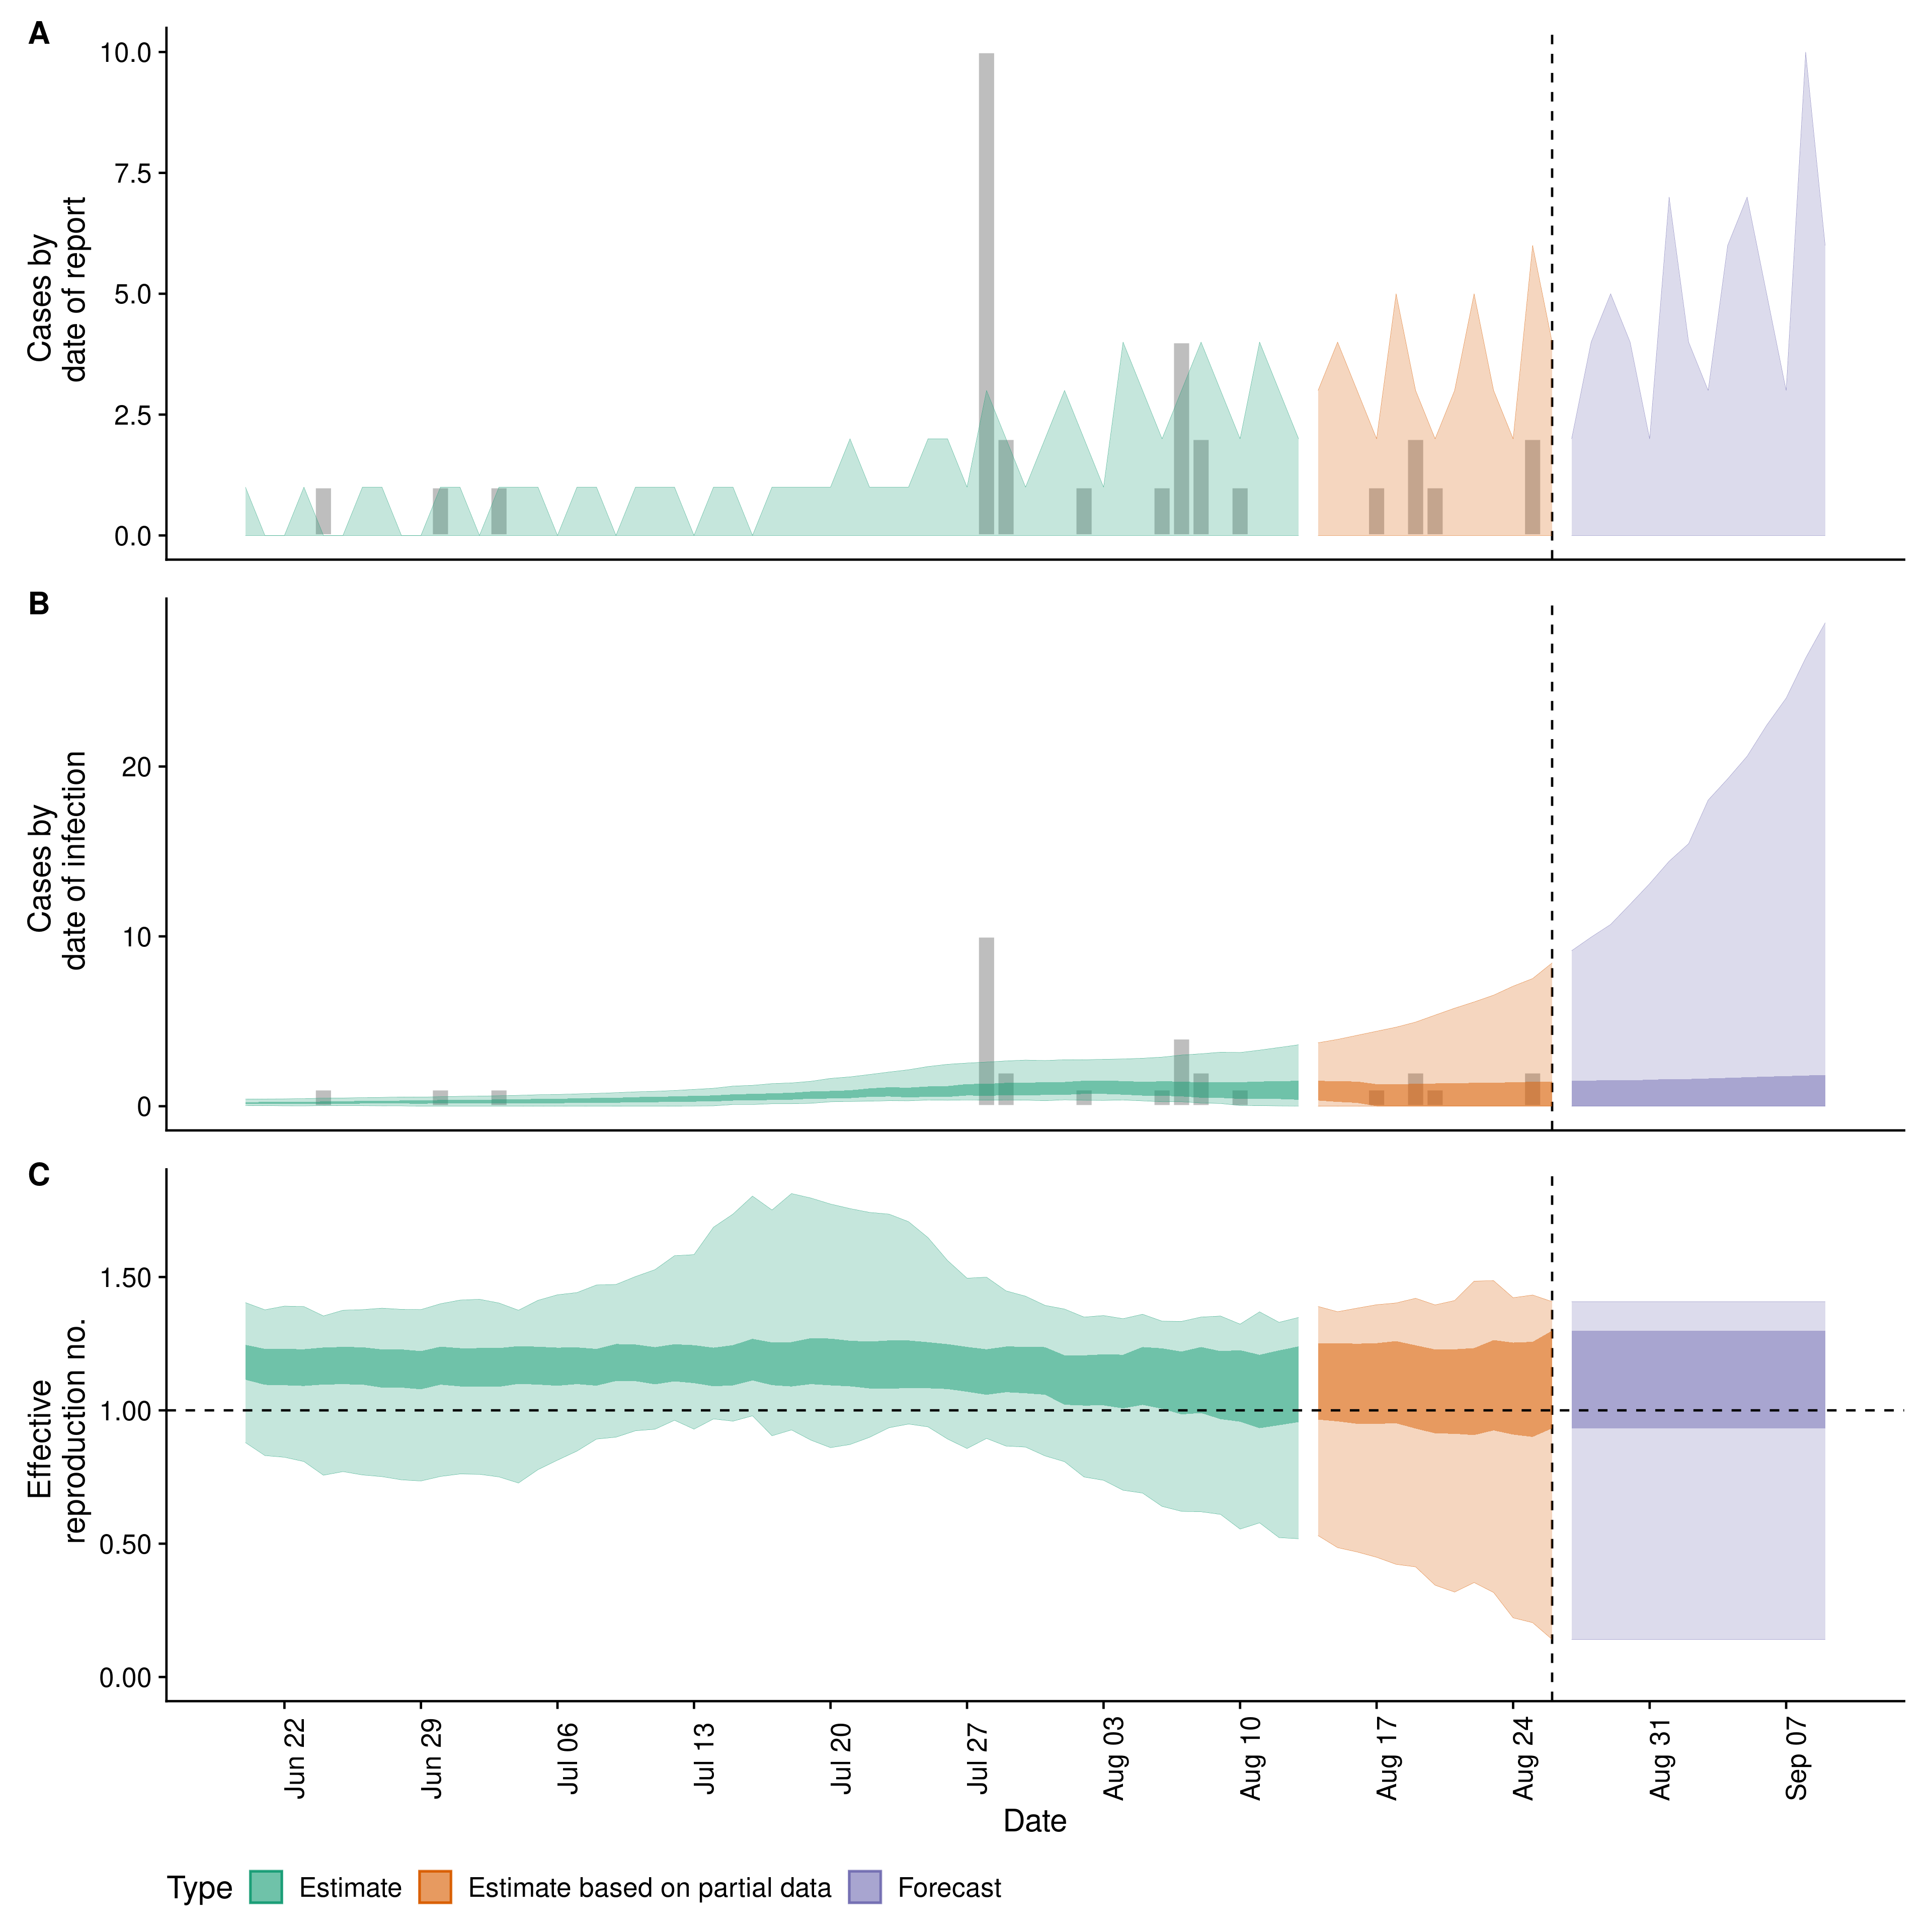 A
10.0
7.5
5.0
2.5
0.0
Cases by
date of report
B
20
10
0
Cases by
date of infection
C
1.50
1.00
0.50
0.00
Effective
reproduction no.
Jun 22
Jun 29
Jul 06
Jul 13
Jul 20
Jul 27
Aug 03
Aug 10
Aug 17
Aug 24
Aug 31
Sep 07
Date
Type
Estimate
Estimate based on partial data
Forecast